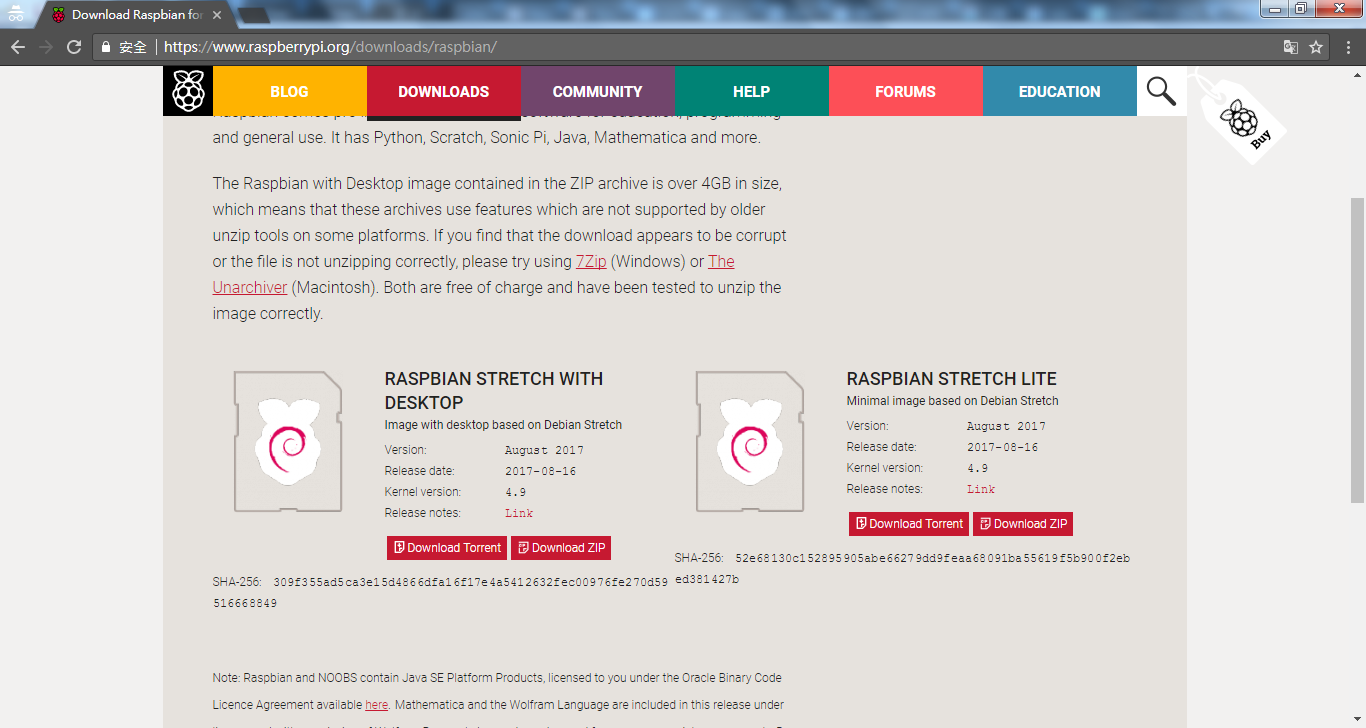 Download Raspbian for
安全 https://www.raspberrypi.org/downloads/raspbian/
BLOG DOWNLOADS COMMUNITY HELP FORUMS EDUCATION
Buy
and general use. It has Python, Scratch, Sonic Pi, Java, Mathematica and more.
The Raspbian with Desktop image contained in the ZIP archive is over 4GB in size,
which means that these archives use features which are not supported by older
unzip tools on some platforms. If you find that the download appears to be corrupt
or the file is not unzipping correctly, please try using 7Zip (Windows) or The
Unarchiver (Macintosh). Both are free of charge and have been tested to unzip the
image correctly.
RASPBIAN STRETCH WITH
DESKTOP
Image with desktop based on Debian Stretch
Version: August 2017
Release date: 2017-08-16
Kernel version: 4.9
Release notes: Link
Download Torrent Download ZIP
SHA-256: 309f355ad5ca3e15d4866dfa16f17e4a5412632fec00976fe270d59
516668849
RASPBIAN STRETCH LITE
Minimal image based on Debian Stretch
Version: August 2017
Release date: 2017-08-16
Kernel version: 4.9
Release notes: Link
Download Torrent Download ZIP
SHA-256: 52e68130c152895905abe66279dd9feaa68091ba55619f5b900f2eb
ed381427b
Note: Raspbian and NOOBS contain Java SE Platform Products, licensed to you under the Oracle Binary Code
Licence Agreement available here. Mathematica and the Wolfram Language are included in this release under